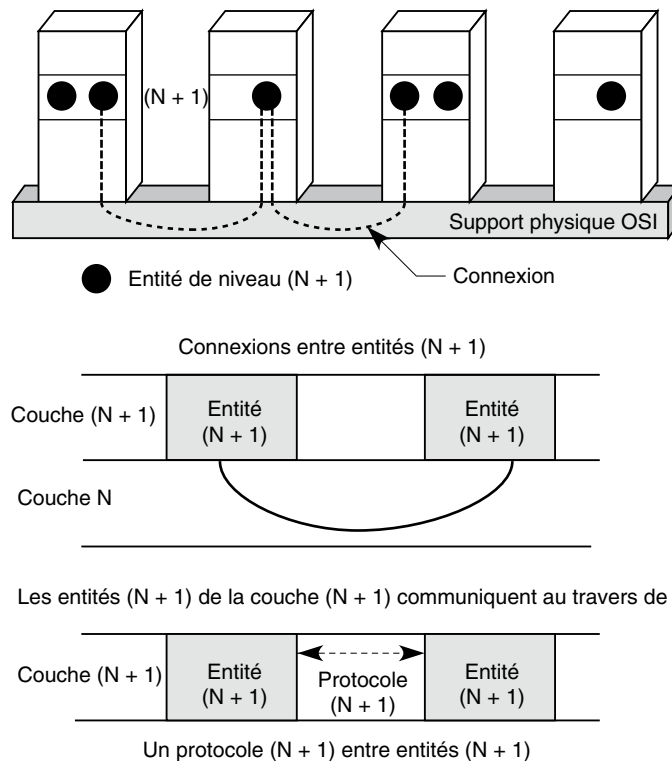 (N + 1)
Support physique OSI
Entité de niveau (N + 1)
Connexion
Connexions entre entités (N + 1)
Couche (N + 1)
Entité
(N + 1)
Entité
(N + 1)
Couche N
Les entités (N + 1) de la couche (N + 1) communiquent au travers de
Couche (N + 1)
Entité
(N + 1)
Protocole
(N + 1)
Entité
(N + 1)
Un protocole (N + 1) entre entités (N + 1)